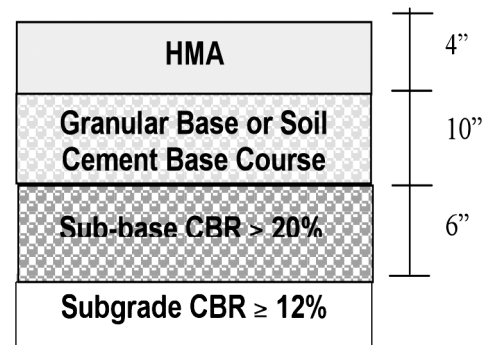 HMA
4”
Granular Base or Soil
Cement Base Course
10”
Sub-base CBR > 20%
6”
Subgrade CBR ≥ 12%